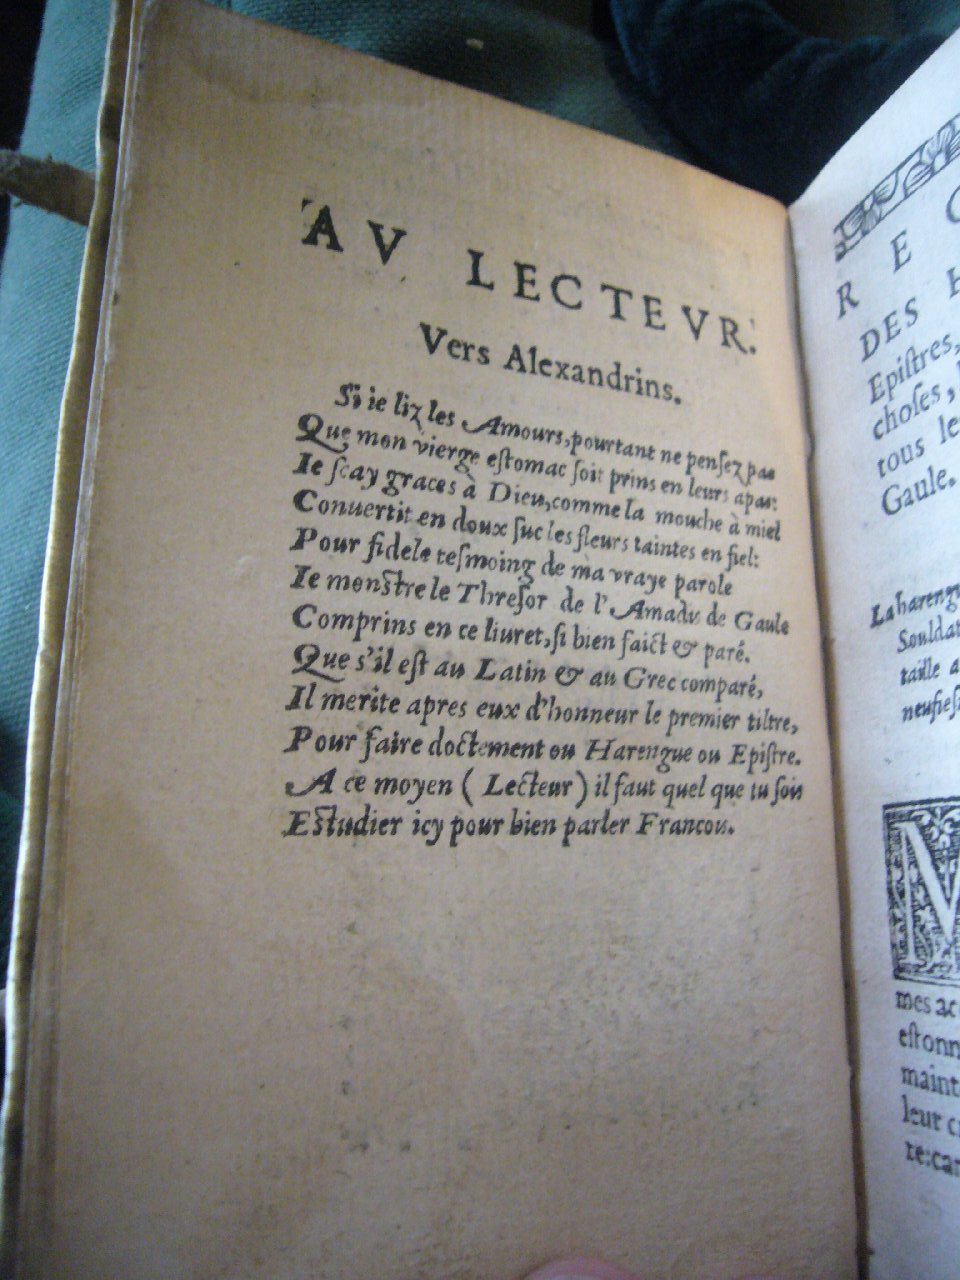 AV LECTEVR.
Vers Alexandrins.
Si ie liz les Amours, pourtant ne pensez pas
Que mon vierge estomac soit prins en leurs apas:
Ie sçay graces à Dieu, comme la mouche à miel
Conuertit en doux suc les fleurs taintes en fiel:
Pour fidele tesmoing de ma vraye parole
Ie monstre le Thresor de l'Amadis de Gaule
Comprins en ce liuret, si bien faict & paré.
Que s'il est au Latin & au Grec comparé,
Il merite apres eux d'honneur le premier tiltre,
Pour faire doctement ou Harengue ou Epistre.
A ce moyen (Lecteur) il faut quel que tu sois
Estudier icy pour bien parler Francois.
R E
DES
Epistres,
choses,
tous
Gaule.
La hareng
Souldat
taille
M
mes
estonn
maint
leur
re:car